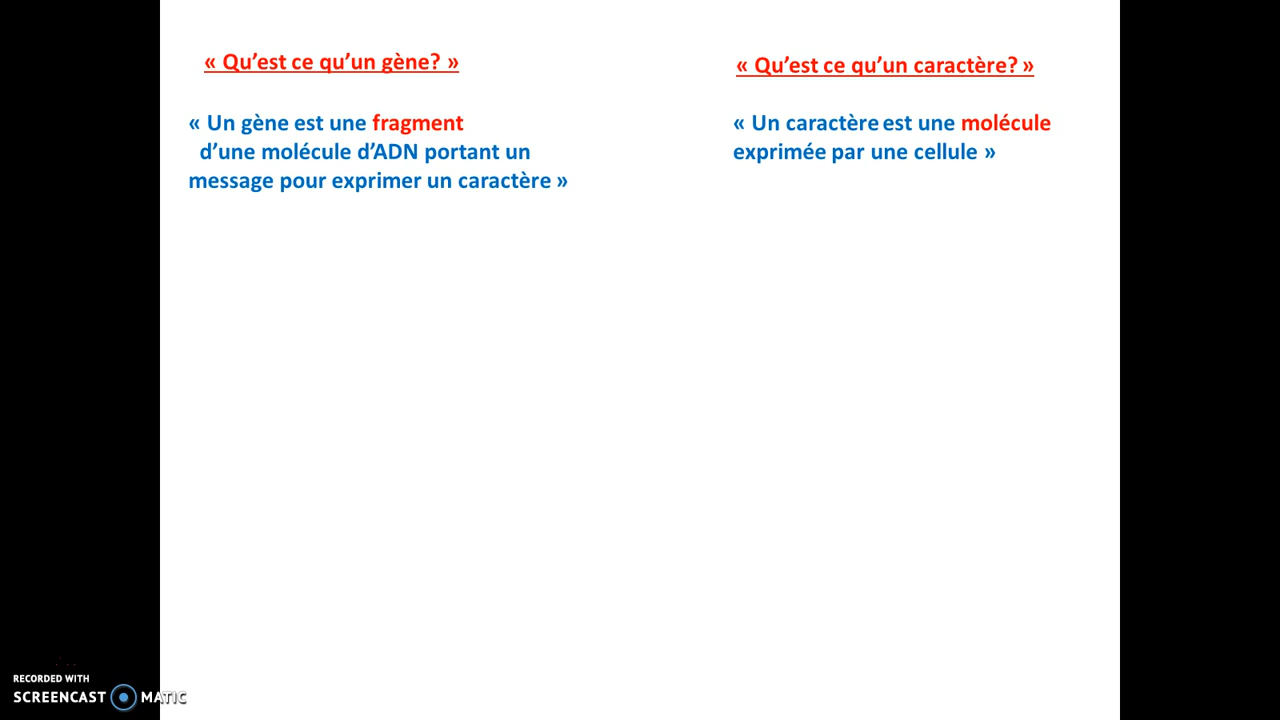 « Qu’est ce qu’un gène? »
« Un gène est une fragment
d’une molécule d’ADN portant un
message pour exprimer un caractère »
« Qu’est ce qu’un caractère? »
« Un caractère est une molécule
exprimée par une cellule »
RECORDED WITH
SCREENCAST MATIC